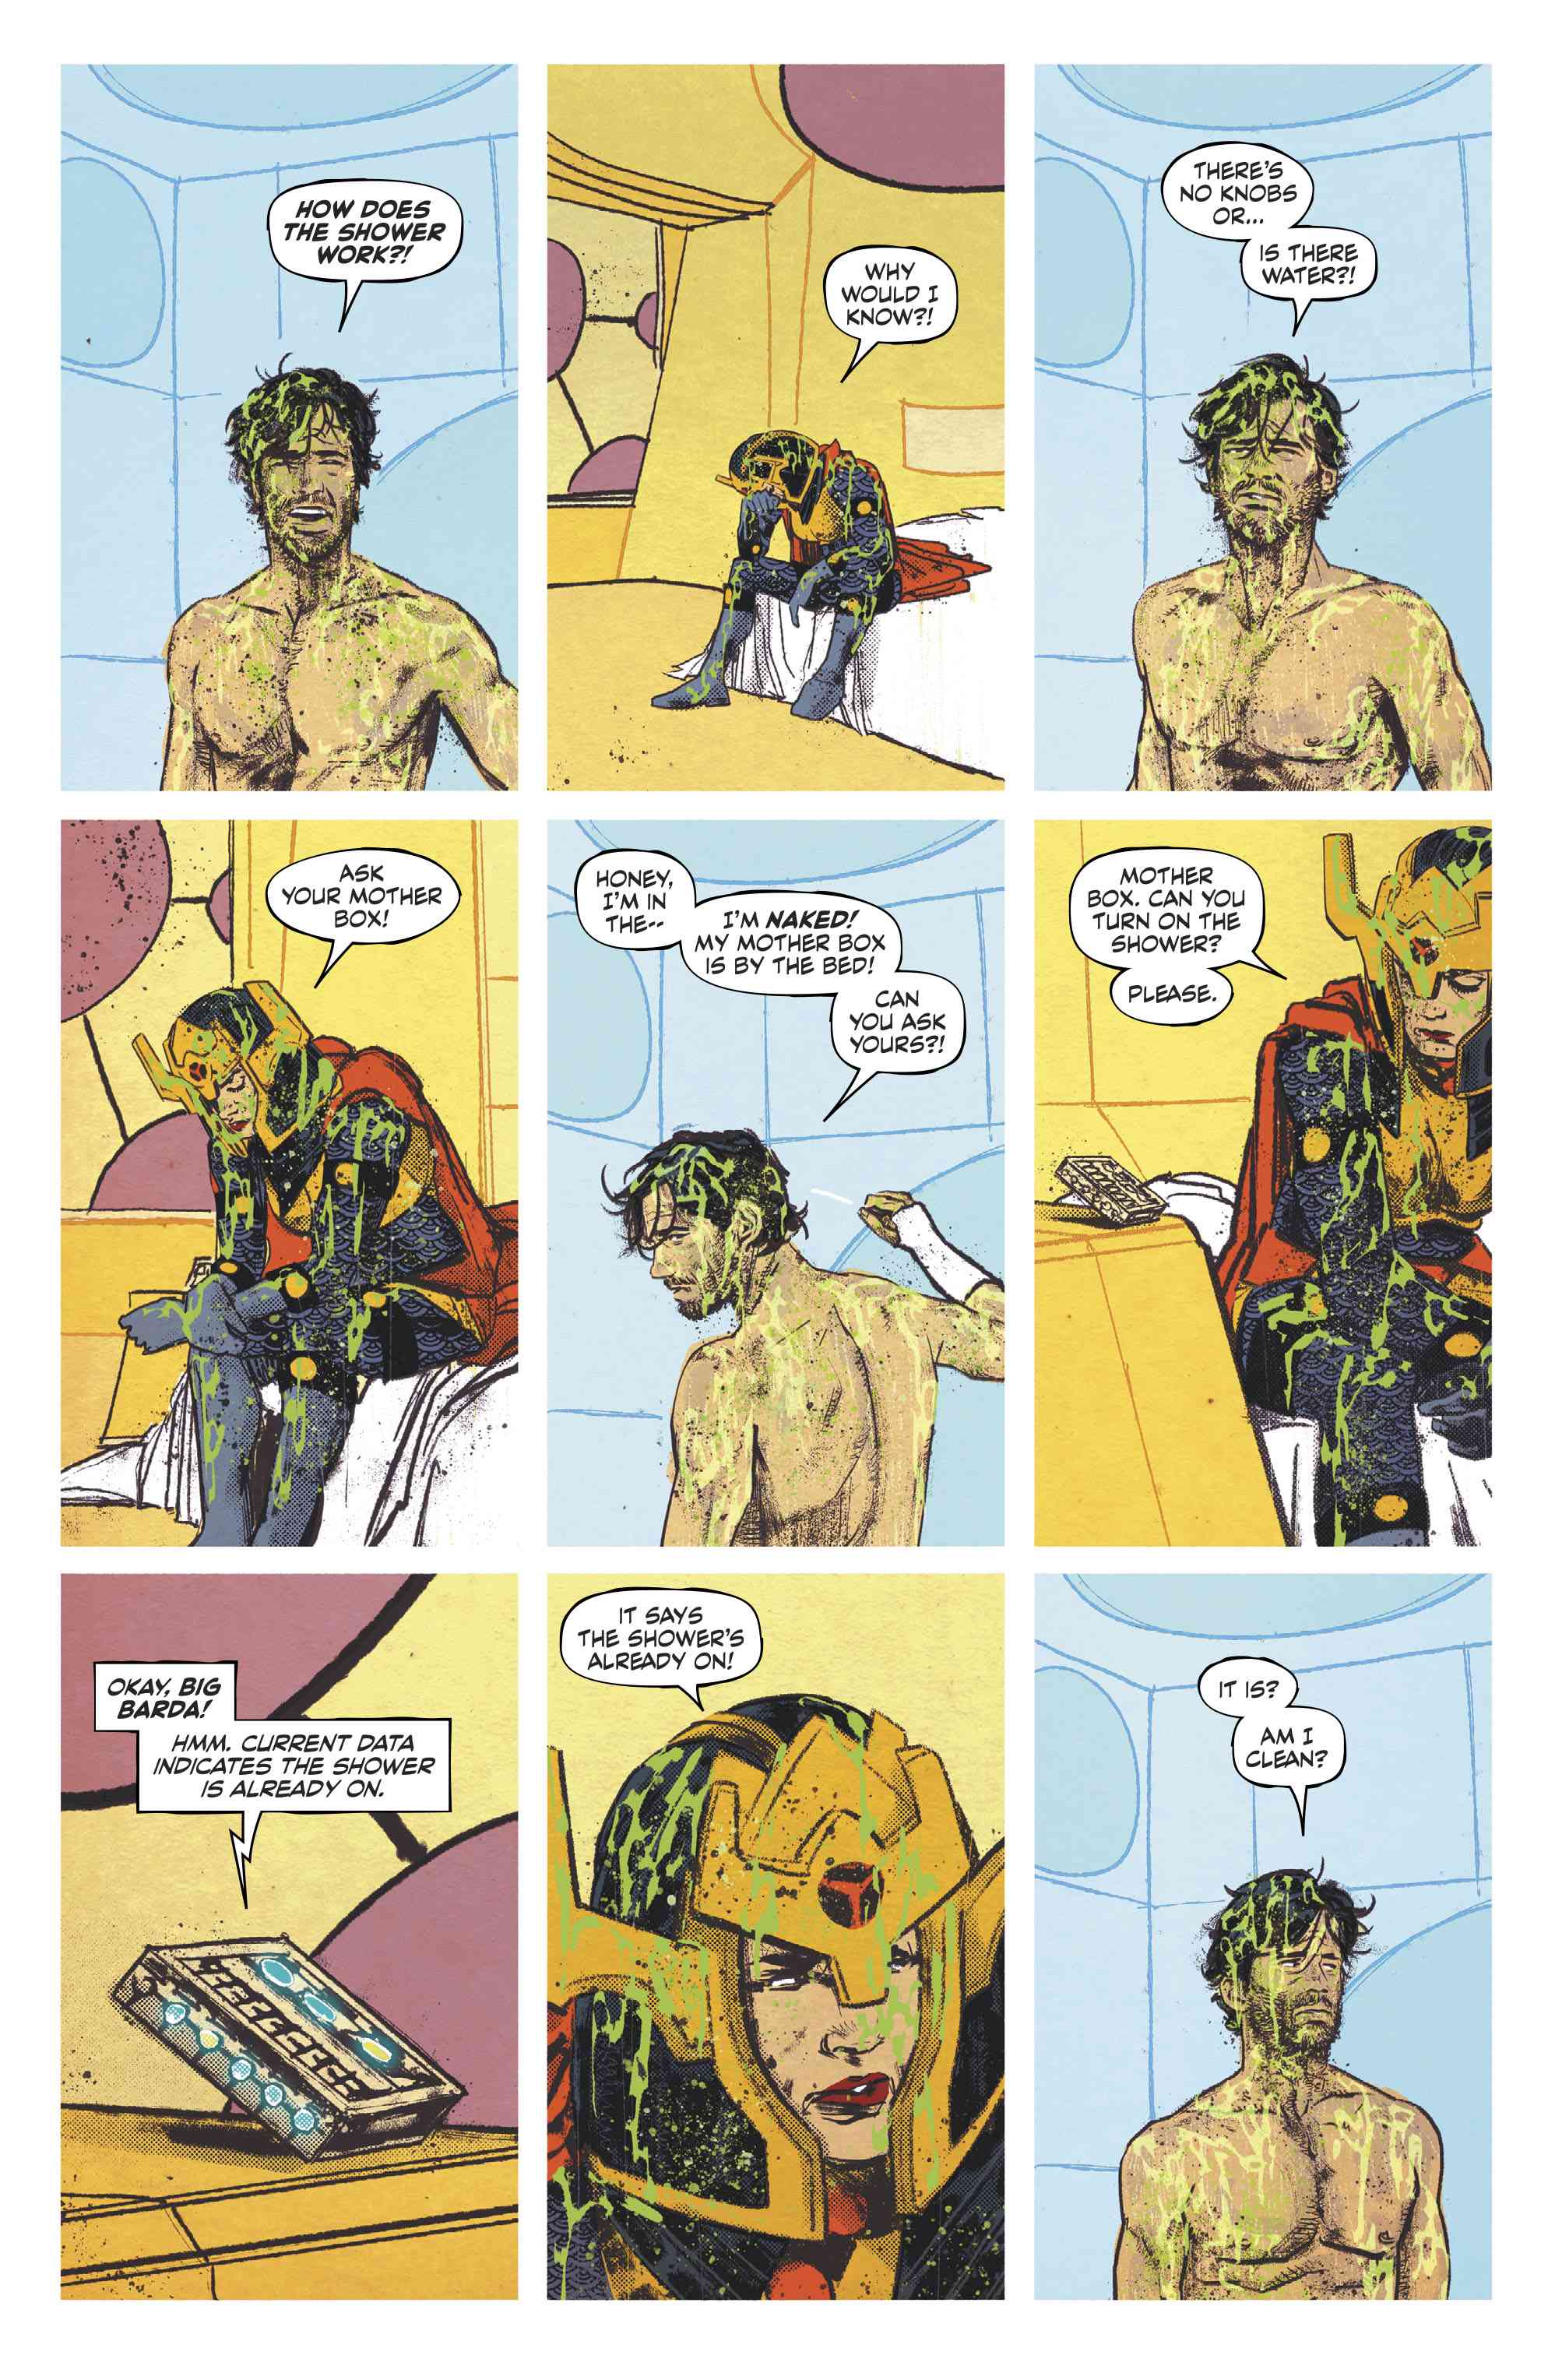 HOW DOES
THE SHOWER
WORK?!
WHY
WOULD I
KNOW?!
THERE'S
NO KNOBS
OR...
IS THERE
WATER?!
ASK
YOUR MOTHER
BOX!
HONEY,
I'M IN
THE--
I'M NAKED!
MY MOTHER BOX
IS BY THE BED!
CAN
YOU ASK
YOURS?!
MOTHER
BOX. CAN YOU
TURN ON THE
SHOWER?
PLEASE.
OKAY, BIG
BARDA!
HMM. CURRENT DATA
INDICATES THE SHOWER
IS ALREADY ON.
IT SAYS
THE SHOWER'S
ALREADY ON!
IT IS?
AM I
CLEAN?